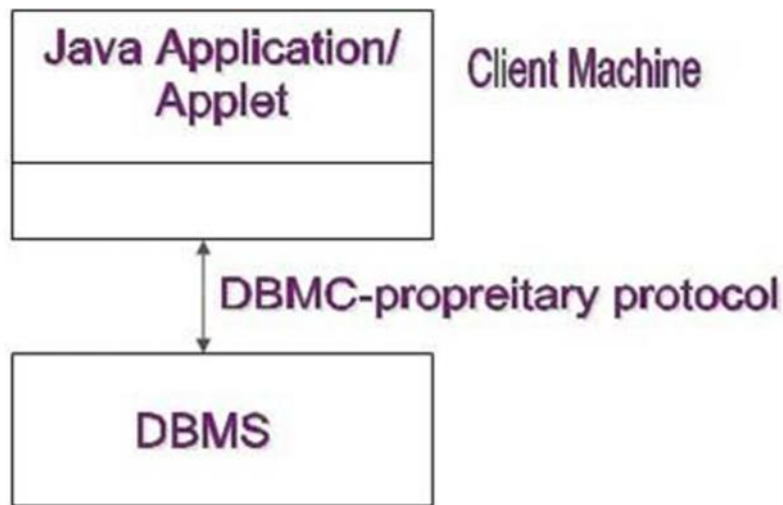 Java Application/
Applet
Client Machine
DBMC-propreitary protocol
DBMS